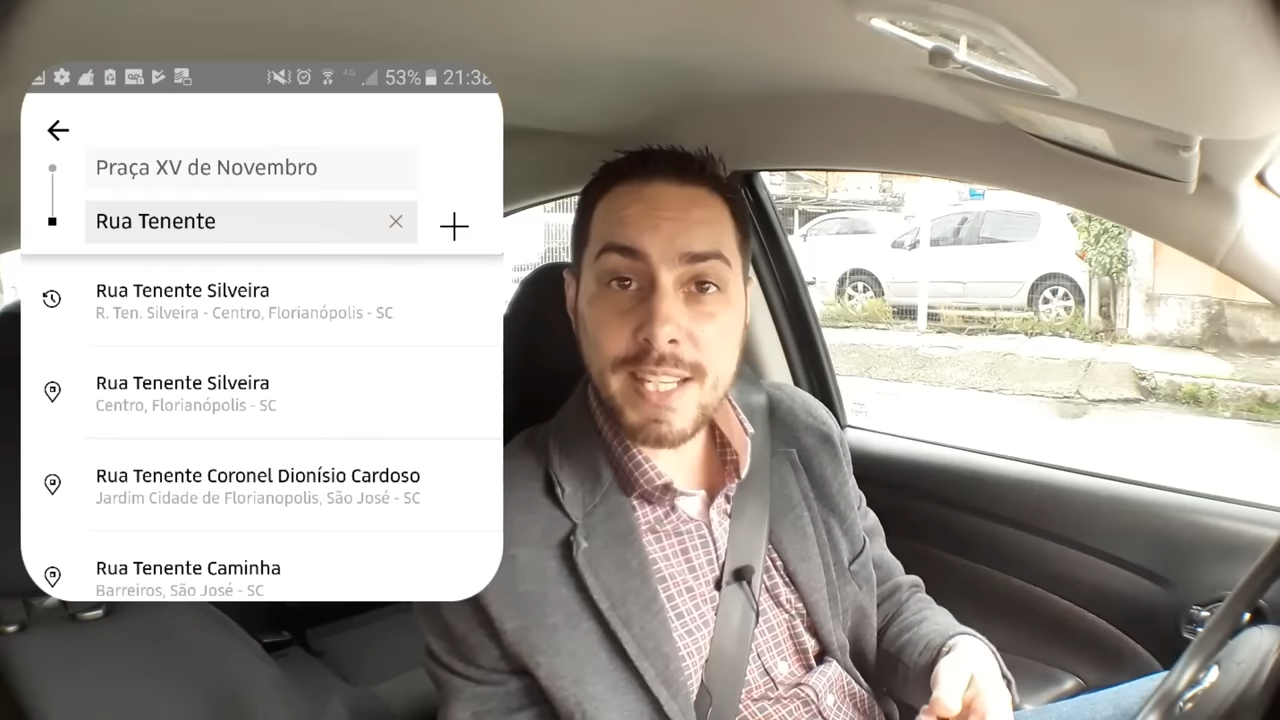 4G 53% 21:38
Praça XV de Novembro
Rua Tenente
Rua Tenente Silveira
R. Ten. Silveira - Centro, Florianópolis - SC
Rua Tenente Silveira
Centro, Florianópolis - SC
Rua Tenente Coronel Dionísio Cardoso
Jardim Cidade de Florianopolis, São José - SC
Rua Tenente Caminha
Barreiros, São José - SC